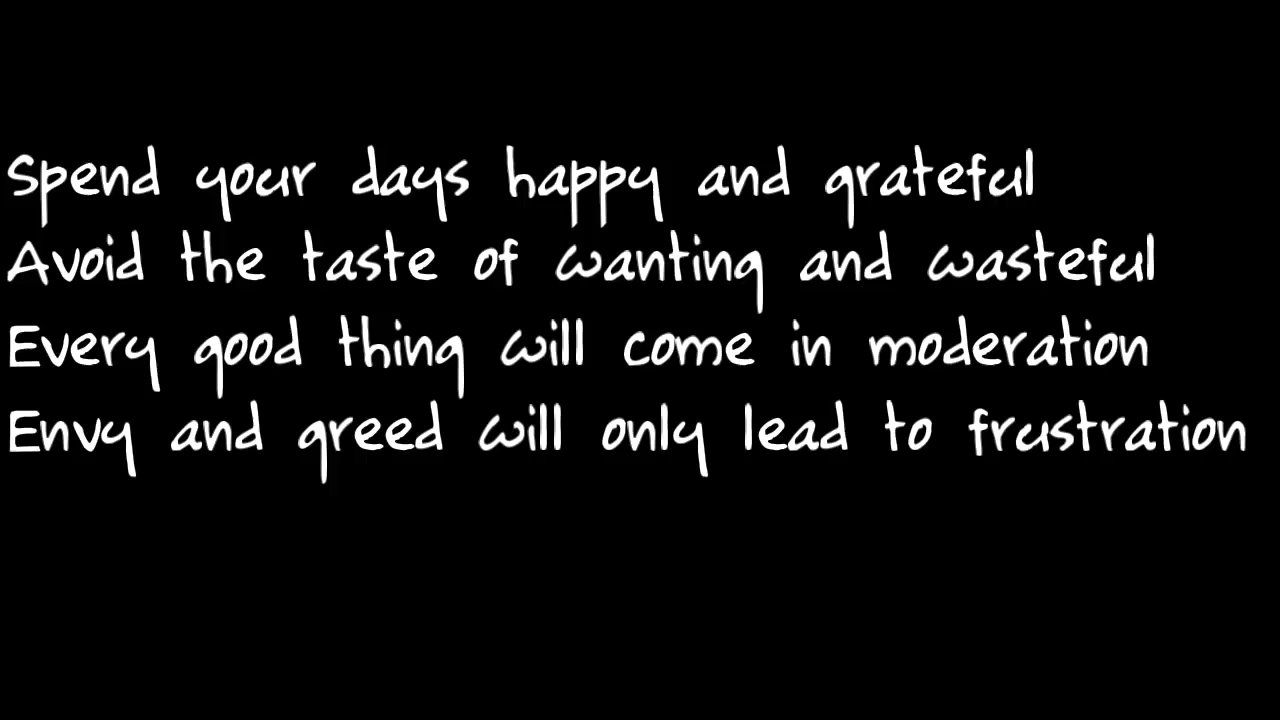 Spend your days happy and grateful
Avoid the taste of wanting and wasteful
Every good thing will come in moderation
Envy and greed will only lead to frustration